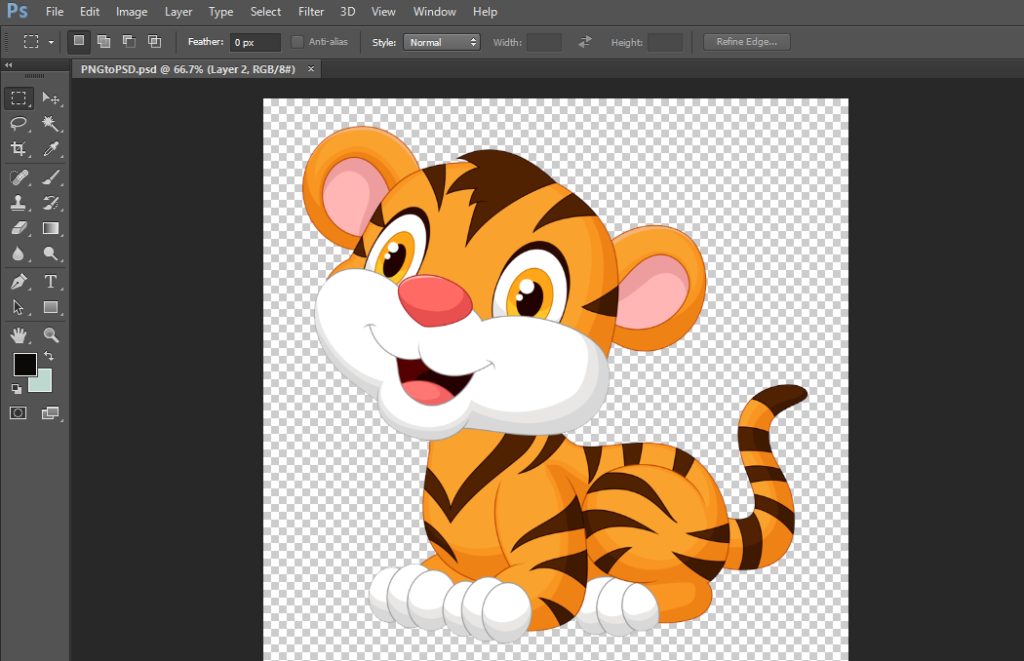 Ps File Edit Image Layer Type Select Filter 3D View Window Help
Feather: 0 px Anti-alias Style: Normal Width: Height: Refine Edge...
PNGtoPSD.psd @ 66.7% (Layer 2, RGB/8#) ×
T